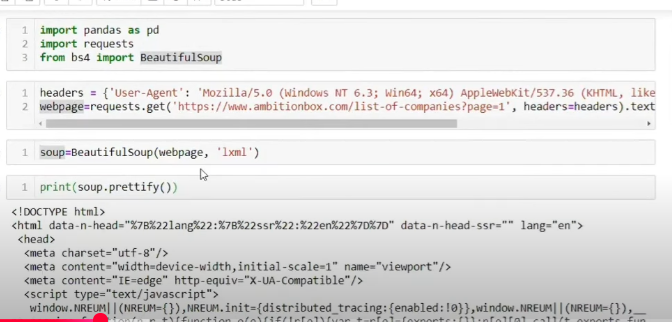 1 import pandas as pd
2 import requests
3 from bs4 import BeautifulSoup
1 headers = {'User-Agent': 'Mozilla/5.0 (Windows NT 6.3; Win64; x64) AppleWebKit/537.36 (KHTML, like
2 webpage=requests.get('https://www.ambitionbox.com/list-of-companies?page=1', headers=headers).text
1 soup=BeautifulSoup(webpage, 'lxml')
1 print(soup.prettify())
<!DOCTYPE html>
<html data-n-head="%7B%22lang%22:%7B%22ssr%22:%22en%22%7D%7D" data-n-head-ssr="" lang="en">
<head>
<meta charset="utf-8"/>
<meta content="width=device-width,initial-scale=1" name="viewport"/>
<meta content="IE=edge" http-equiv="X-UA-Compatible"/>
<script type="text/javascript">
window.NREUM||(NREUM={}),NREUM.init={distributed_tracing:{enabled:!0}},window.NREUM||(NREUM={}),__